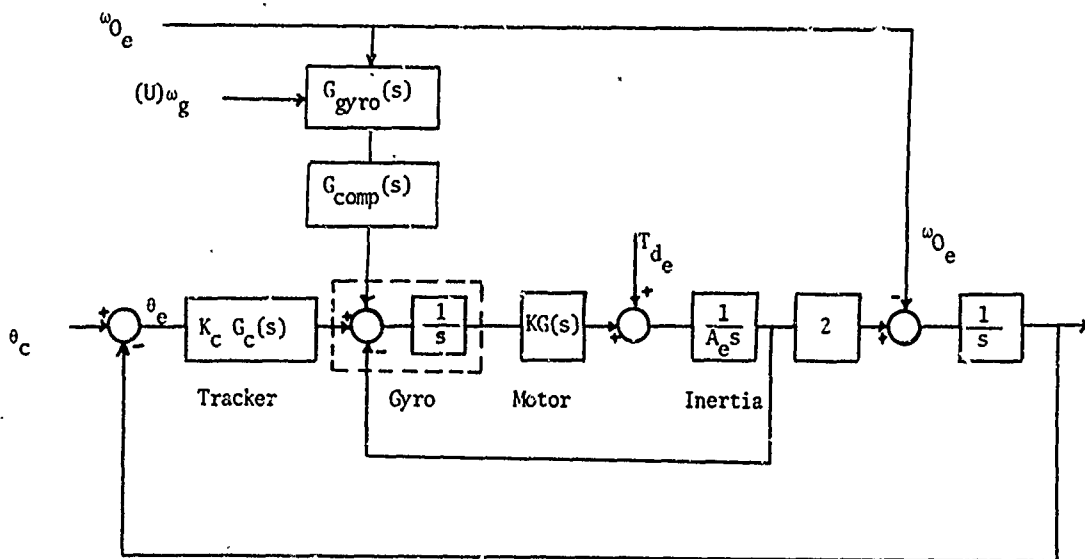 ω0e
(U)ωg
Ggyro(s)
Gcomp(s)
Tde
ω0e
+
-
+
-
θc
+
-
θe
Kc Gc(s)
+
-
1/s
KG(s)
+
1/Aes
2
+
1/s
Tracker
Gyro
Motor
Inertia